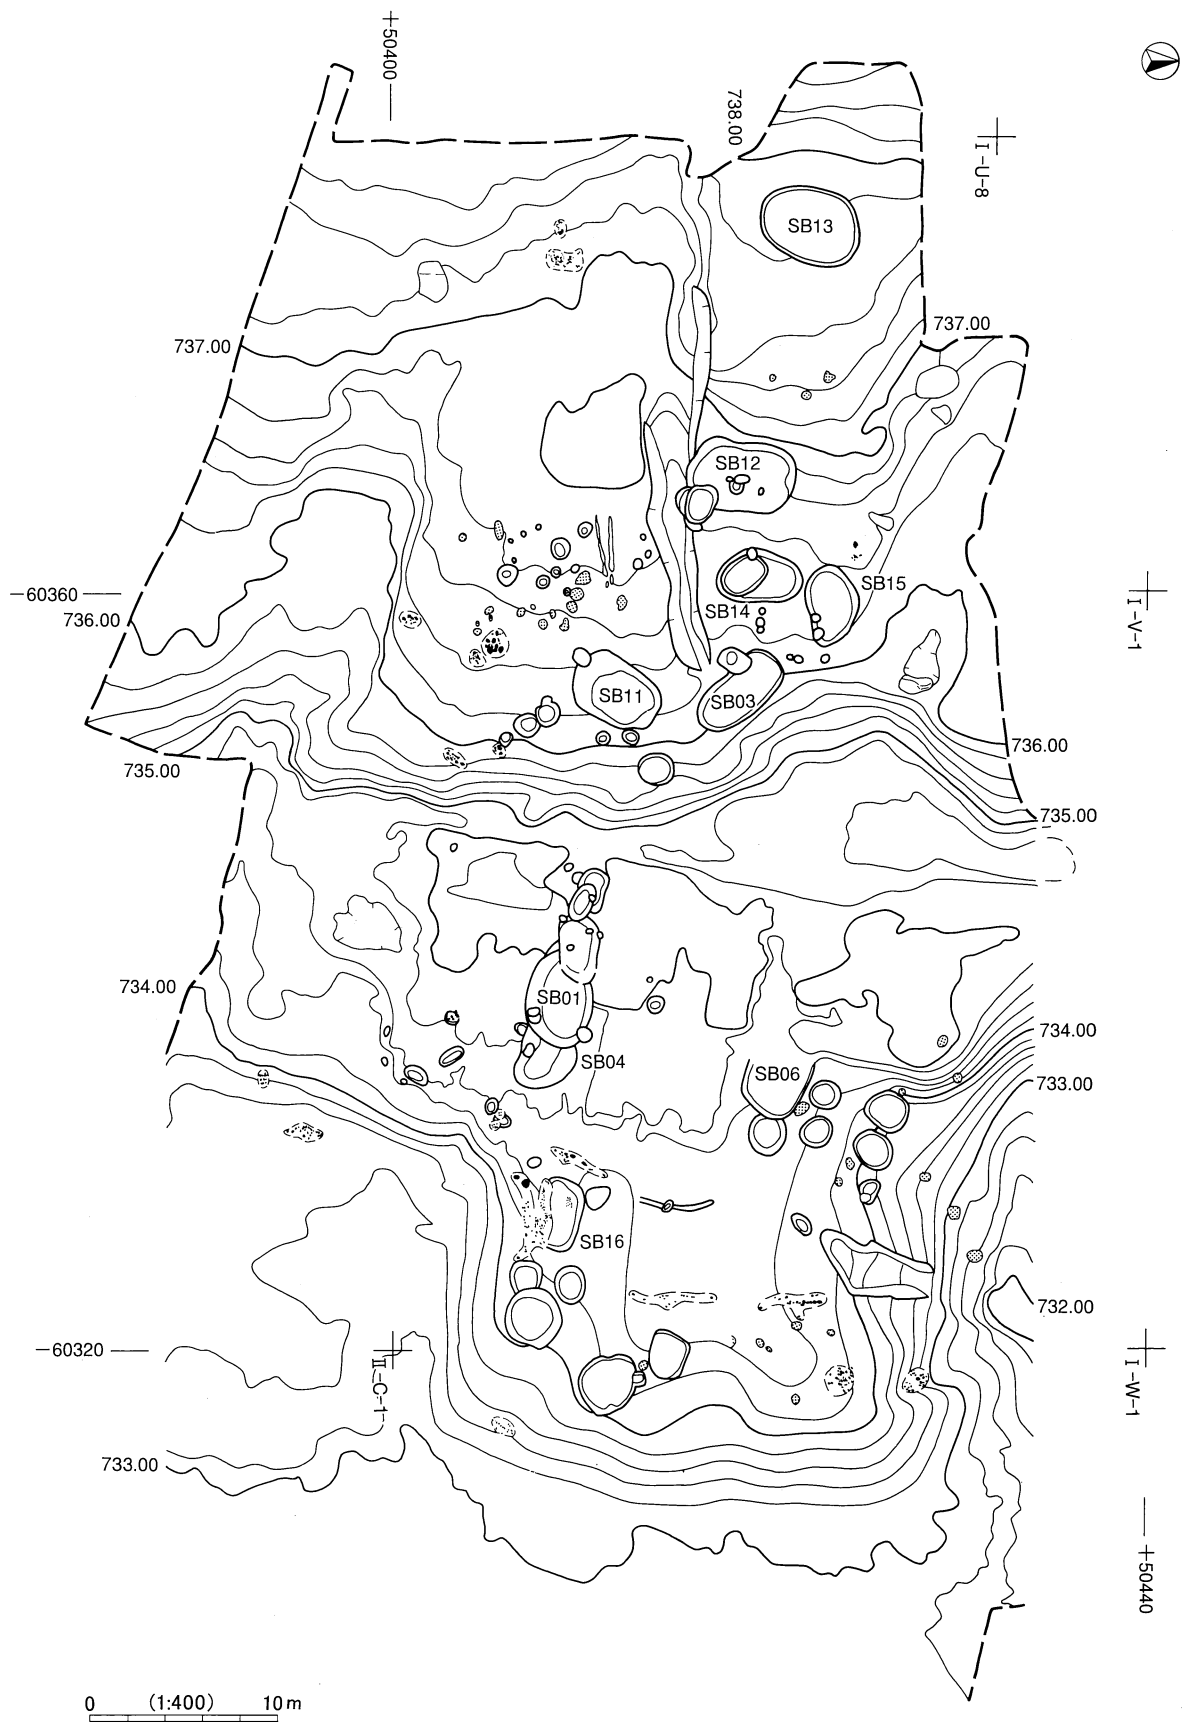 +50400
738.00
I-U-8
SB13
737.00
737.00
SB12
SB15
−60360
736.00
SB14
I-V-1
SB11
SB03
736.00
735.00
735.00
734.00
SB01
734.00
SB04
SB06
733.00
SB16
732.00
−60320
II-C-1
I-W-1
733.00
+50440
0 (1:400) 10m